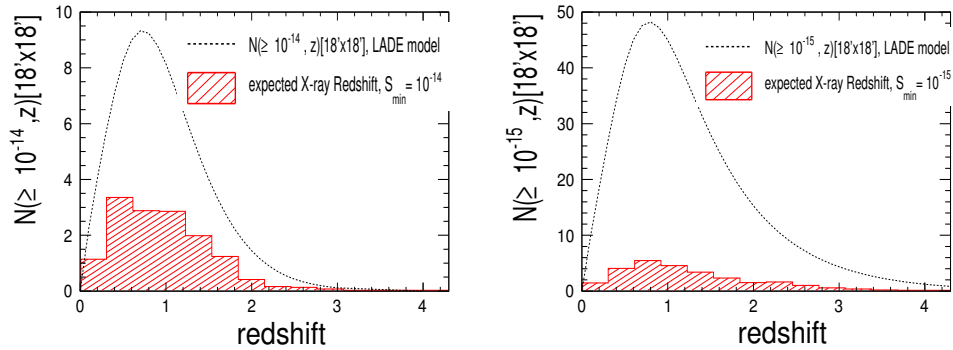 N(≥ 10⁻¹⁴ ,z)[18'x18']
10
8
6
4
2
0
N(≥ 10⁻¹⁴ , z)[18'x18'], LADE model
expected X-ray Redshift, S_min = 10⁻¹⁴
0 1 2 3 4
redshift
N(≥ 10⁻¹⁵ ,z)[18'x18']
50
40
30
20
10
0
N(≥ 10⁻¹⁵ , z)[18'x18'], LADE model
expected X-ray Redshift, S_min = 10⁻¹⁵
0 1 2 3 4
redshift